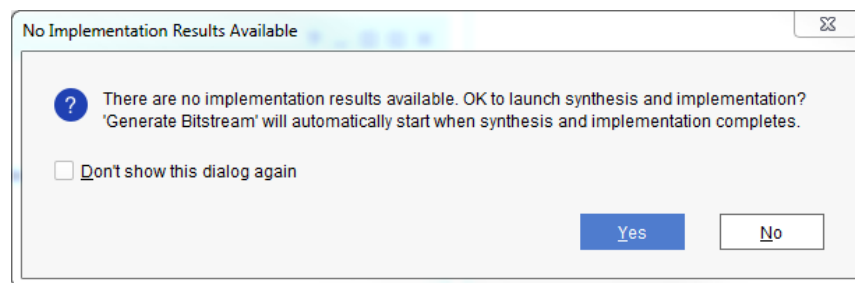 No Implementation Results Available
There are no implementation results available. OK to launch synthesis and implementation?
'Generate Bitstream' will automatically start when synthesis and implementation completes.
Don't show this dialog again
Yes
No